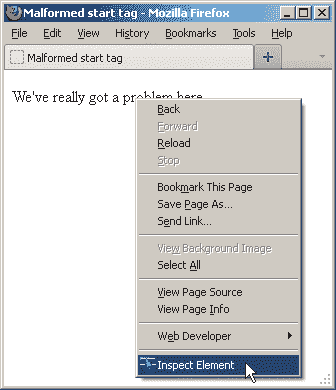 Malformed start tag - Mozilla Firefox
File Edit View History Bookmarks Tools Help
Malformed start tag
We've really got a problem here
Back
Forward
Reload
Stop
Bookmark This Page
Save Page As...
Send Link...
View Background Image
Select All
View Page Source
View Page Info
Web Developer
Inspect Element